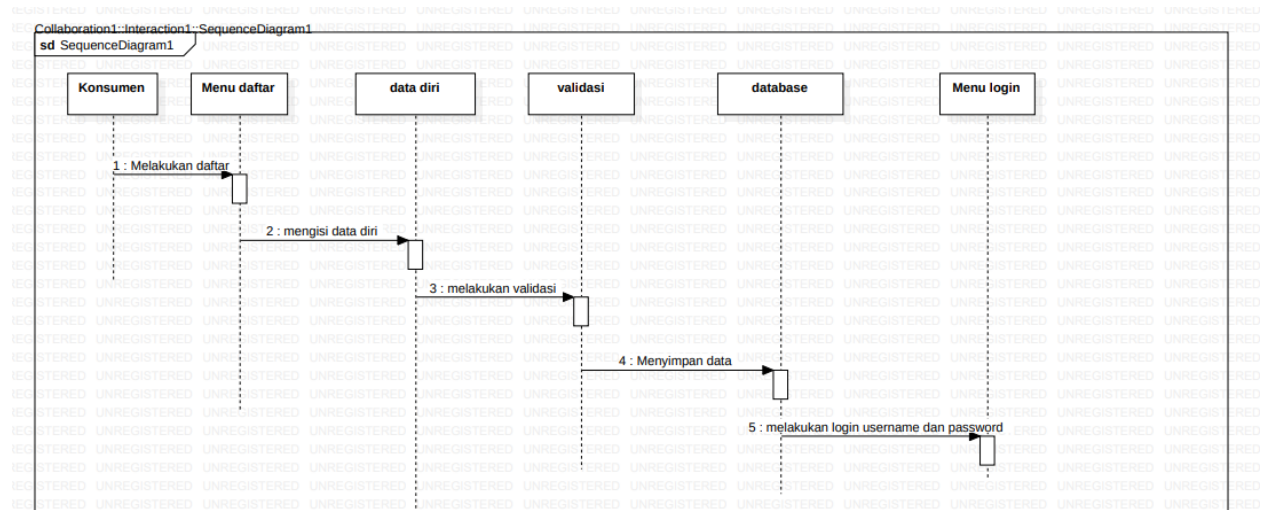 Collaboration1::Interaction1::SequenceDiagram1
sd SequenceDiagram1
Konsumen
Menu daftar
data diri
validasi
database
Menu login
1 : Melakukan daftar
2 : mengisi data diri
3 : melakukan validasi
4 : Menyimpan data
5 : melakukan login username dan password
UNREGISTERED